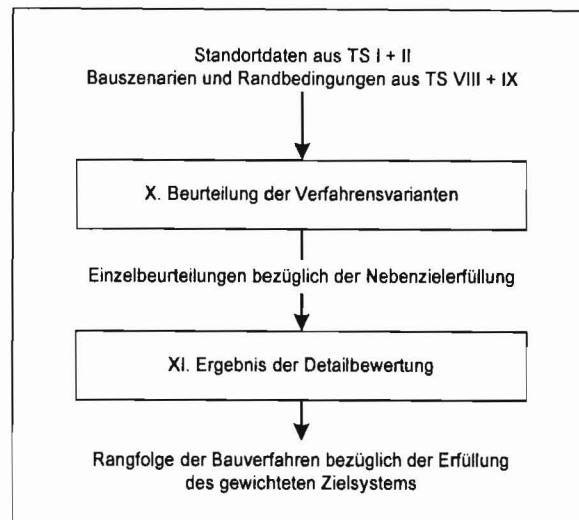 Standortdaten aus TS I + II
Bauszenarien und Randbedingungen aus TS VIII + IX
X. Beurteilung der Verfahrensvarianten
Einzelbeurteilungen bezüglich der Nebenzielerfüllung
XI. Ergebnis der Detailbewertung
Rangfolge der Bauverfahren bezüglich der Erfüllung
des gewichteten Zielsystems